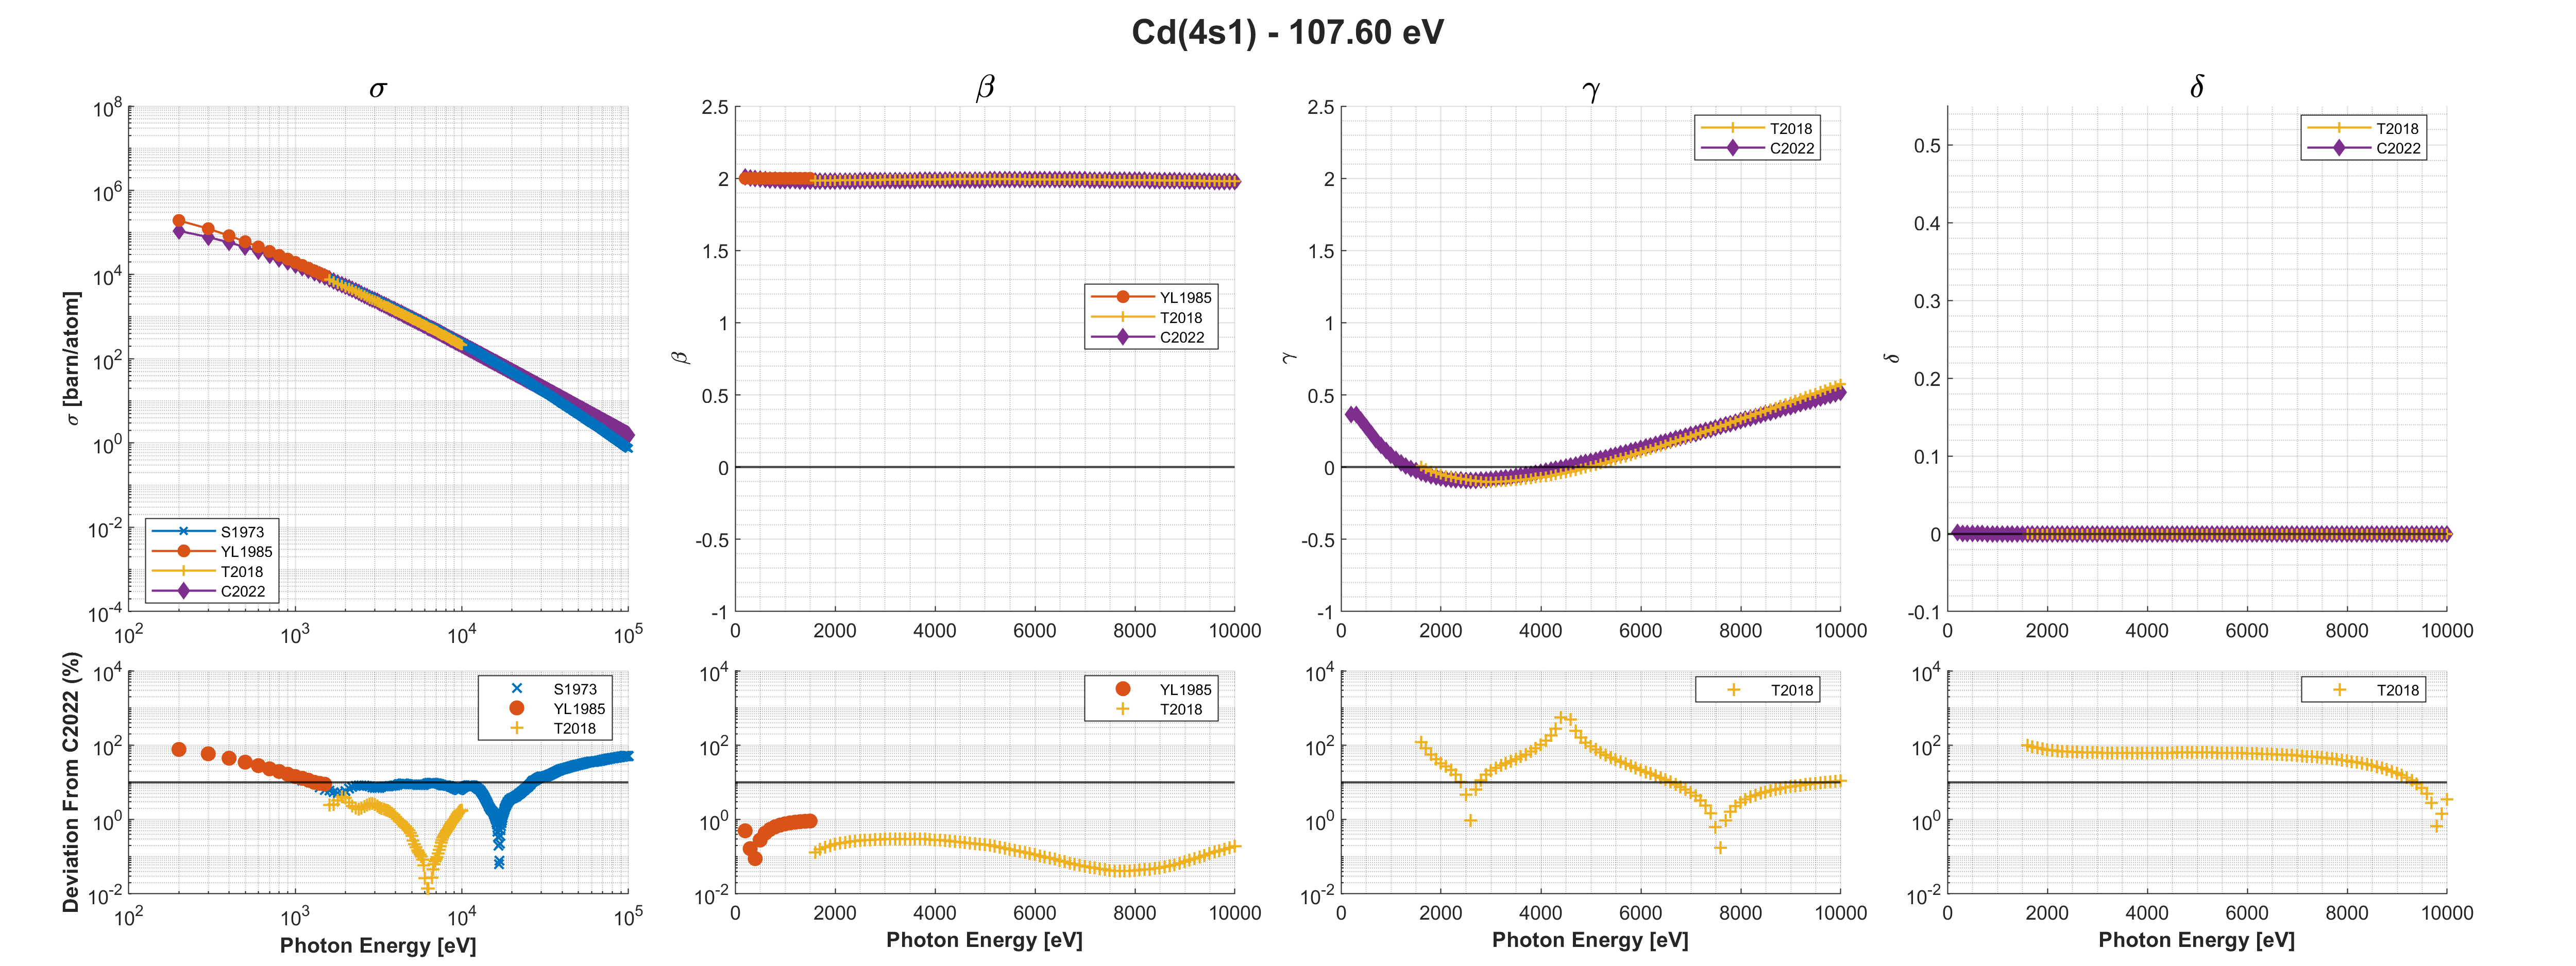 Cd(4s1) - 107.60 eV
σ
σ [barn/atom]
10^8
10^6
10^4
10^2
10^0
10^-2
10^-4
10^2
10^3
10^4
10^5
S1973
YL1985
T2018
C2022
β
β
2.5
2
1.5
1
0.5
0
-0.5
-1
0
2000
4000
6000
8000
10000
YL1985
T2018
C2022
γ
γ
2.5
2
1.5
1
0.5
0
-0.5
-1
0
2000
4000
6000
8000
10000
T2018
C2022
δ
δ
0.5
0.4
0.3
0.2
0.1
0
-0.1
0
2000
4000
6000
8000
10000
T2018
C2022
Deviation From C2022 (%)
10^4
10^2
10^0
10^-2
10^2
10^3
10^4
10^5
Photon Energy [eV]
S1973
YL1985
T2018
10^4
10^2
10^0
10^-2
0
2000
4000
6000
8000
10000
Photon Energy [eV]
YL1985
T2018
10^4
10^2
10^0
10^-2
0
2000
4000
6000
8000
10000
Photon Energy [eV]
T2018
10^4
10^2
10^0
10^-2
0
2000
4000
6000
8000
10000
Photon Energy [eV]
T2018